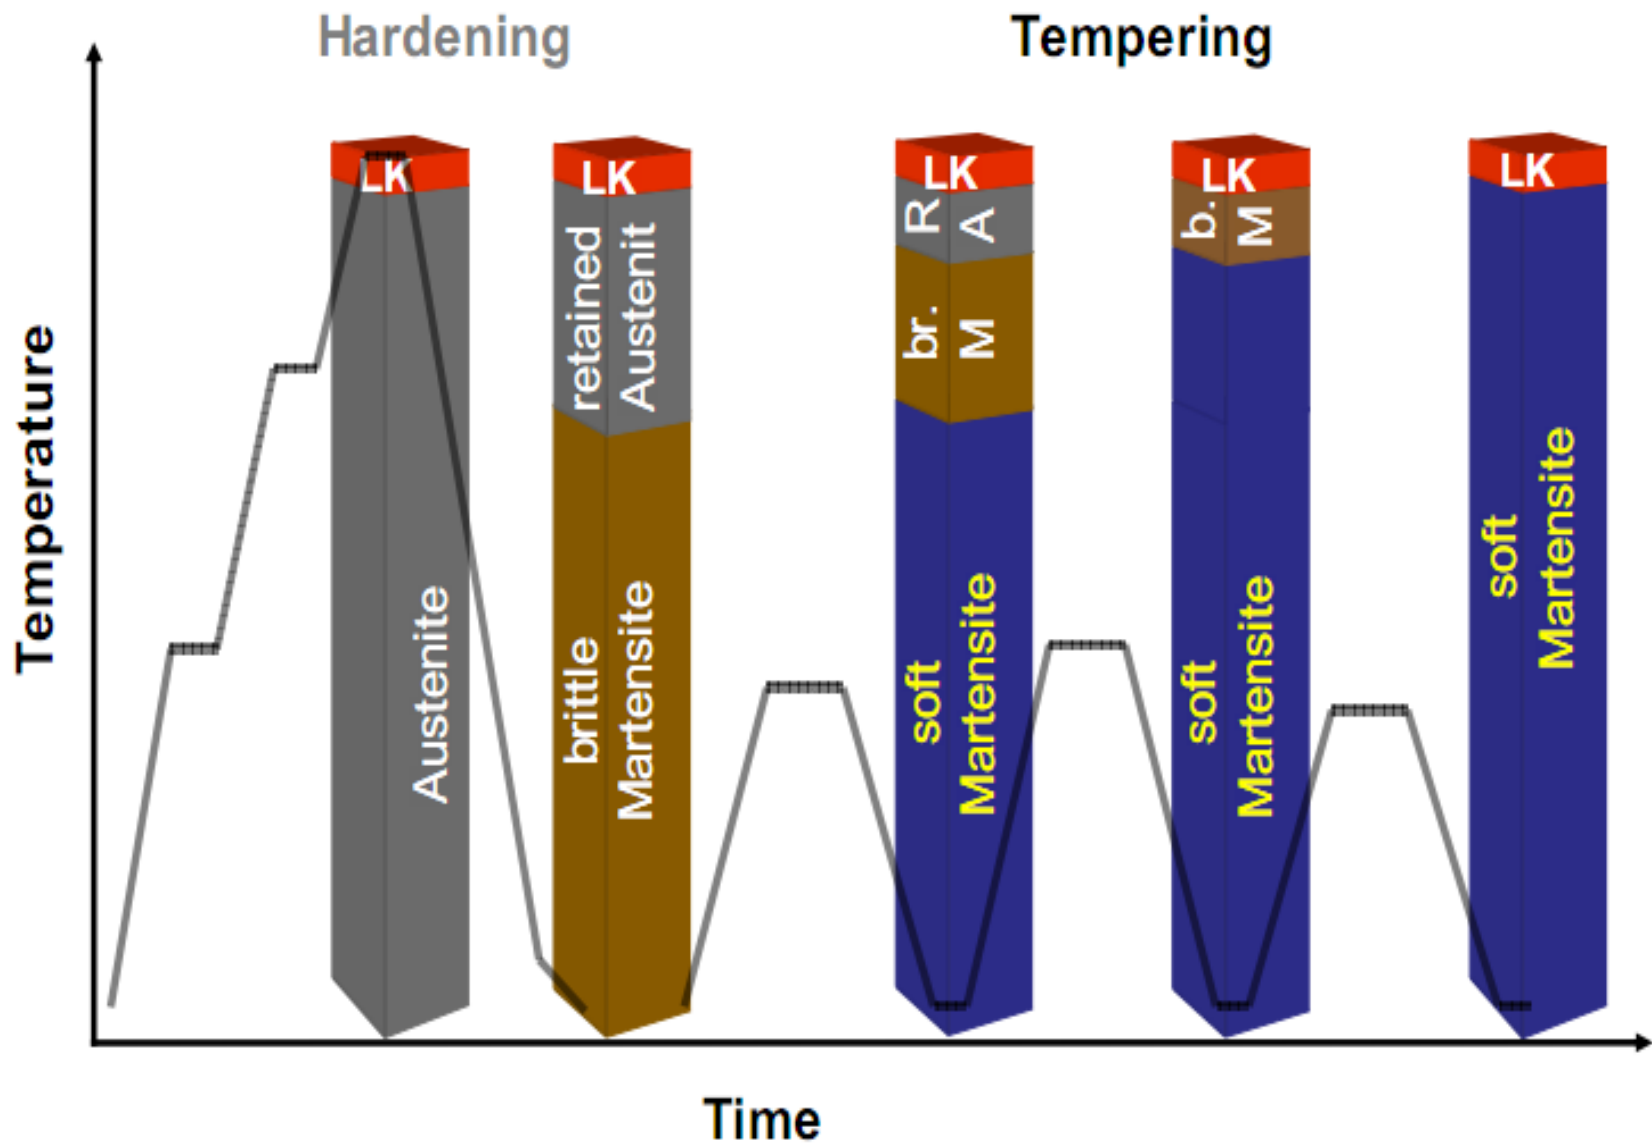 Hardening
Tempering
Temperature
LK
Austenite
LK
retained
Austenit
brittle
Martensite
LK
R
A
br.
M
soft
Martensite
LK
b.
M
soft
Martensite
LK
soft
Martensite
Time